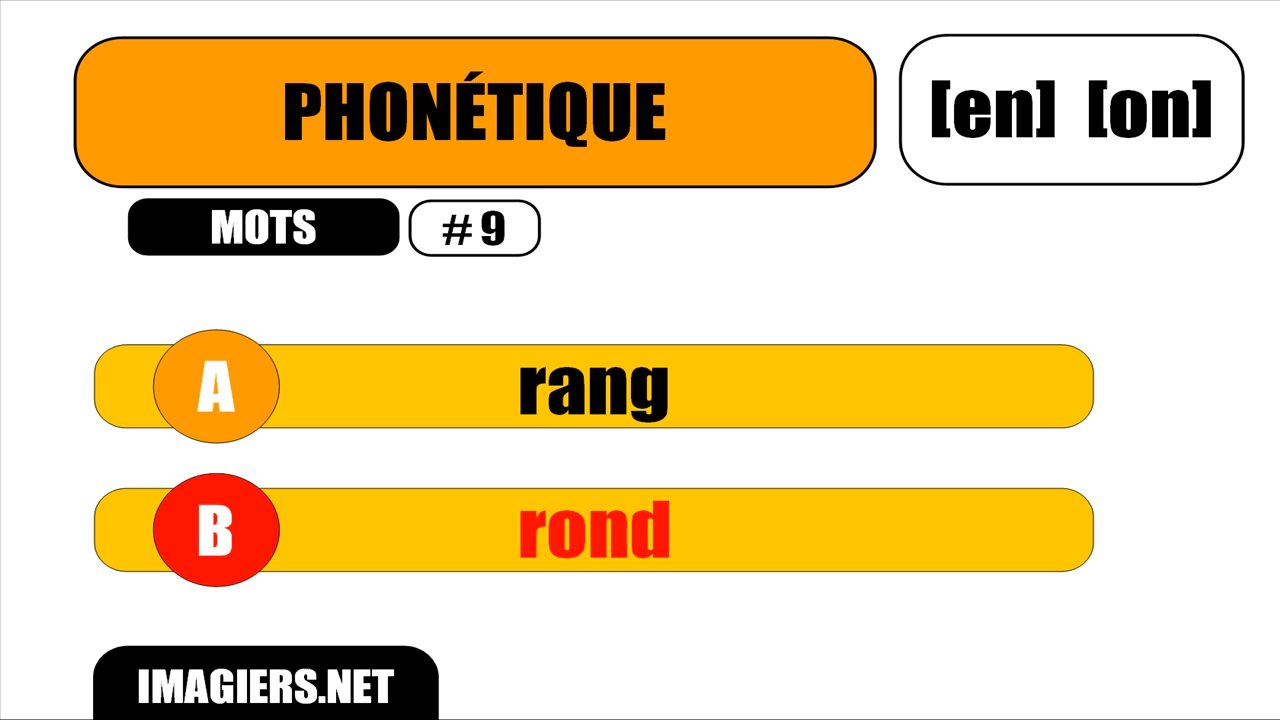 PHONÉTIQUE
[en] [on]
MOTS
# 9
A rang
B rond
IMAGIERS.NET